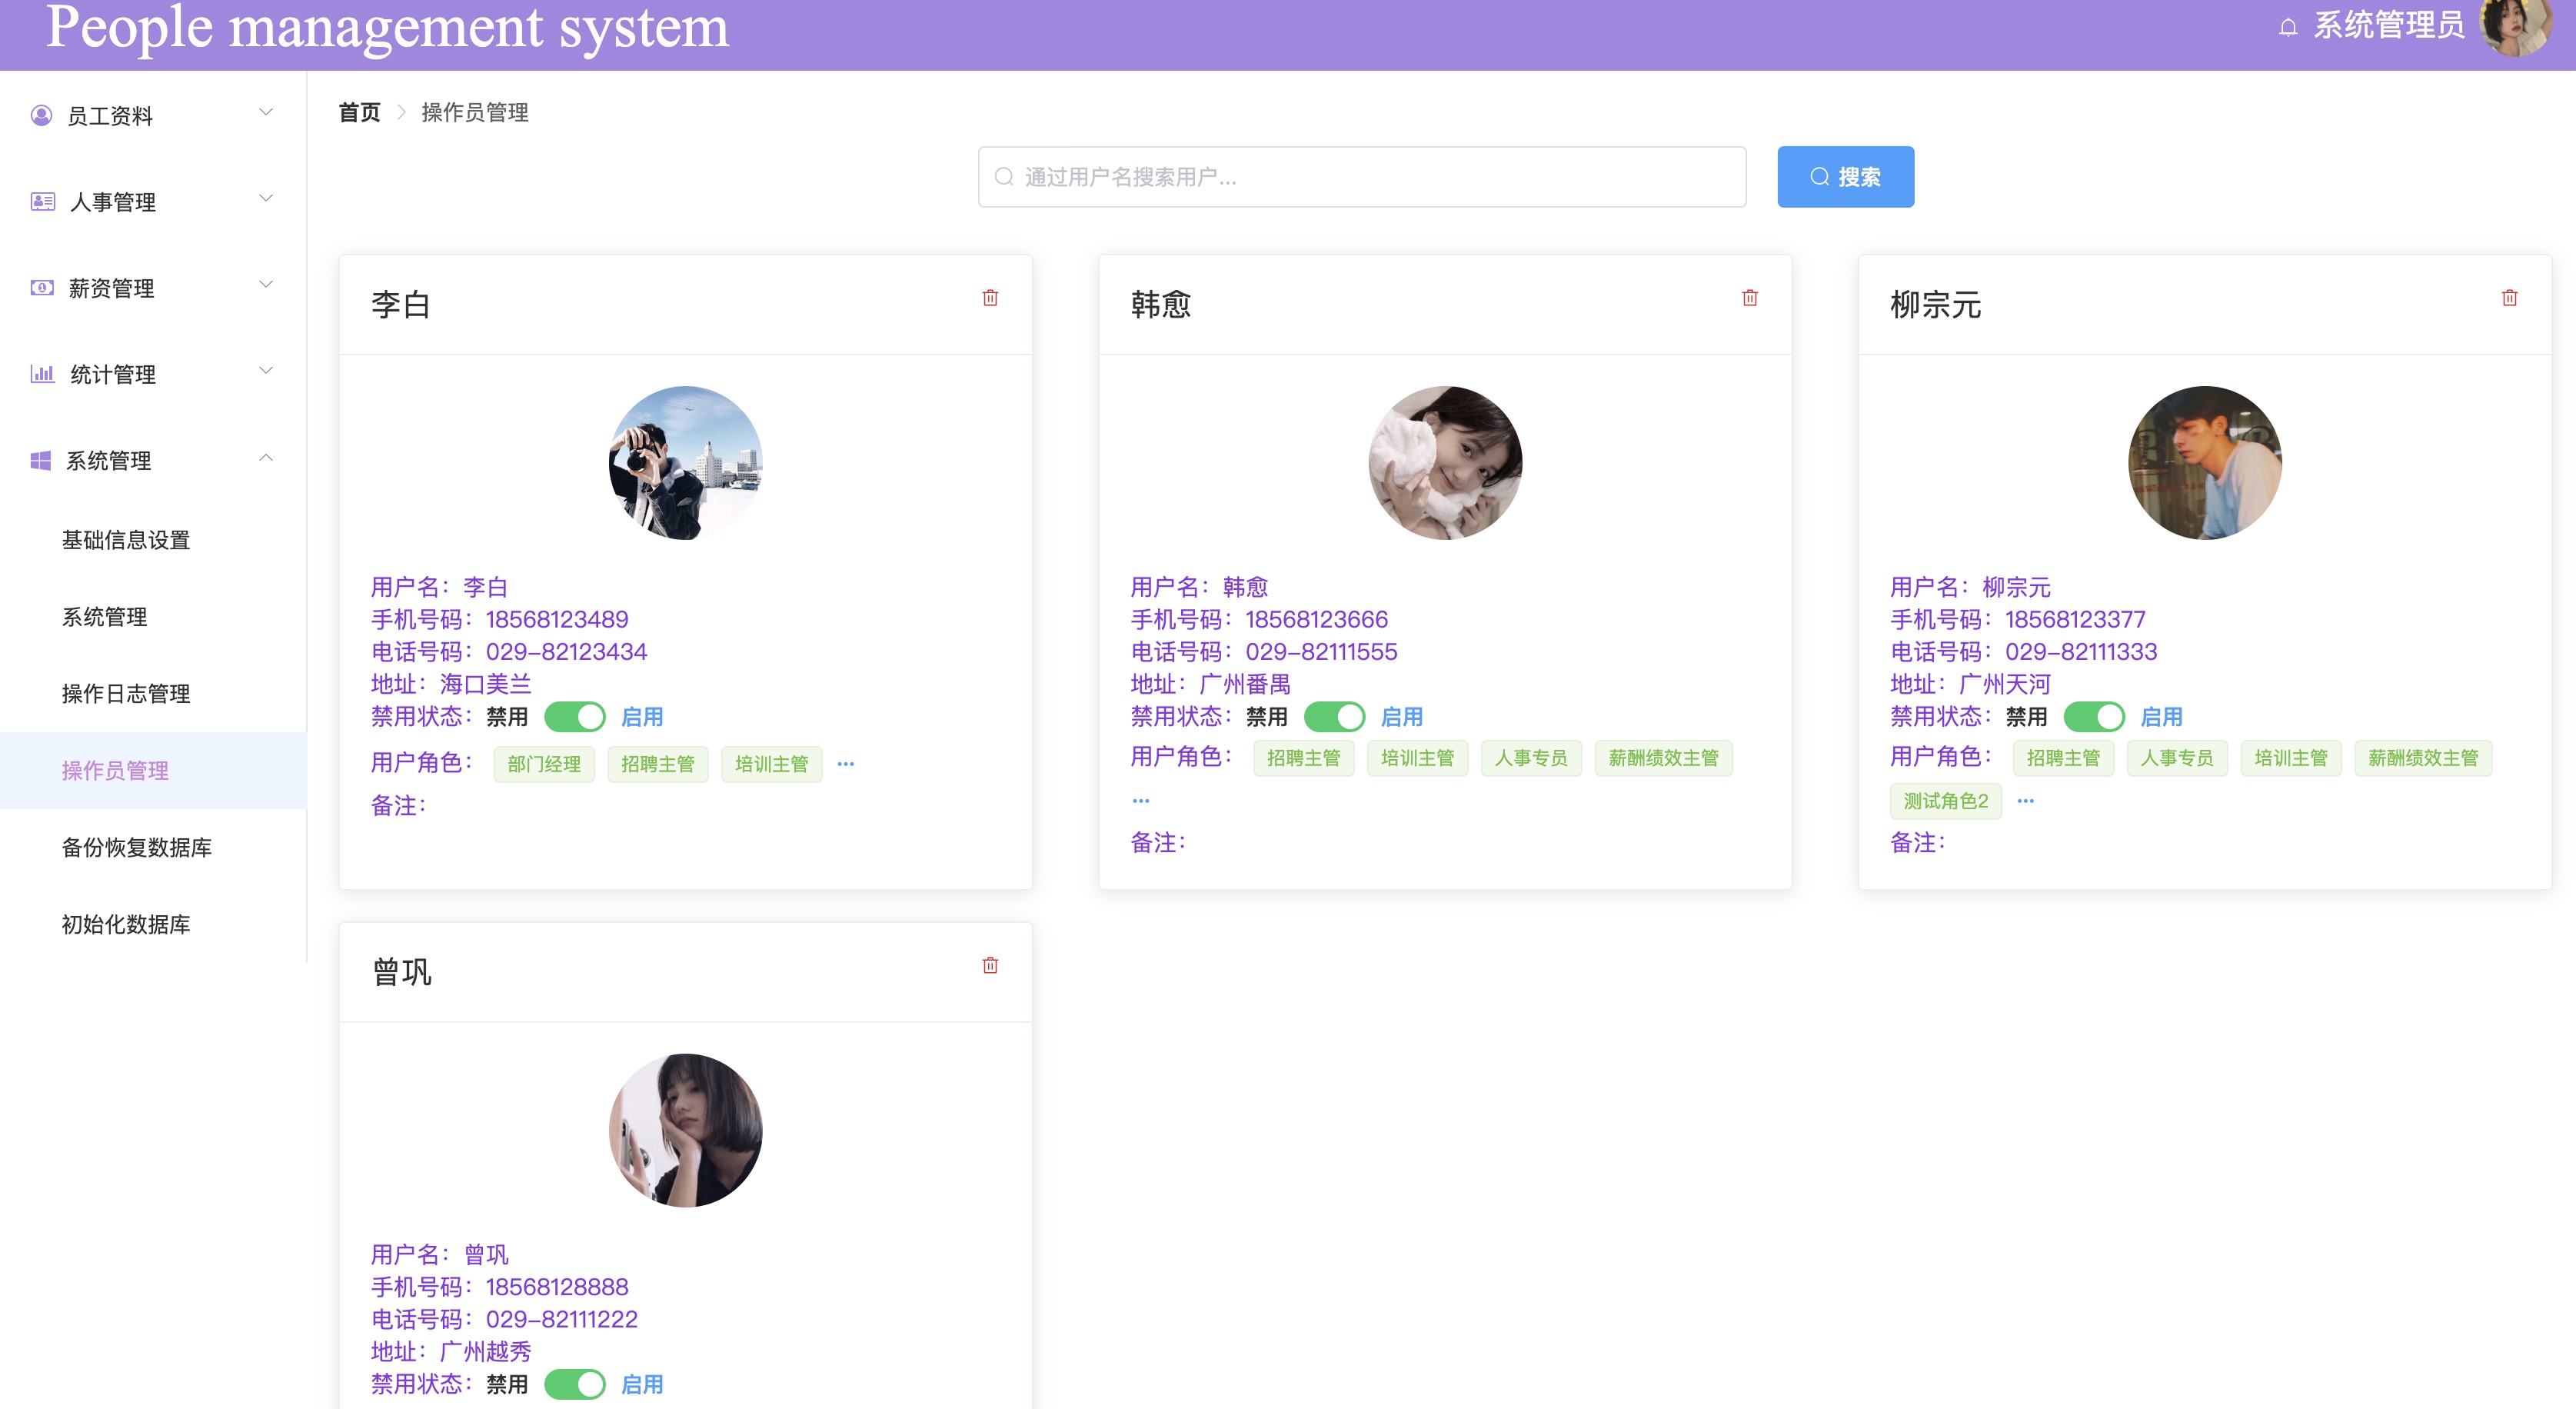 People management system
系统管理员
员工资料
人事管理
薪资管理
统计管理
系统管理
基础信息设置
系统管理
操作日志管理
操作员管理
备份恢复数据库
初始化数据库
首页 > 操作员管理
通过用户名搜索用户...
搜索
李白
用户名：李白
手机号码：18568123489
电话号码：029-82123434
地址：海口美兰
禁用状态：禁用 启用
用户角色： 部门经理 招聘主管 培训主管 ...
备注：
韩愈
用户名：韩愈
手机号码：18568123666
电话号码：029-82111555
地址：广州番禺
禁用状态：禁用 启用
用户角色： 招聘主管 培训主管 人事专员 薪酬绩效主管
...
备注：
柳宗元
用户名：柳宗元
手机号码：18568123377
电话号码：029-82111333
地址：广州天河
禁用状态：禁用 启用
用户角色： 招聘主管 人事专员 培训主管 薪酬绩效主管
测试角色2 ...
备注：
曾巩
用户名：曾巩
手机号码：18568128888
电话号码：029-82111222
地址：广州越秀
禁用状态：禁用 启用